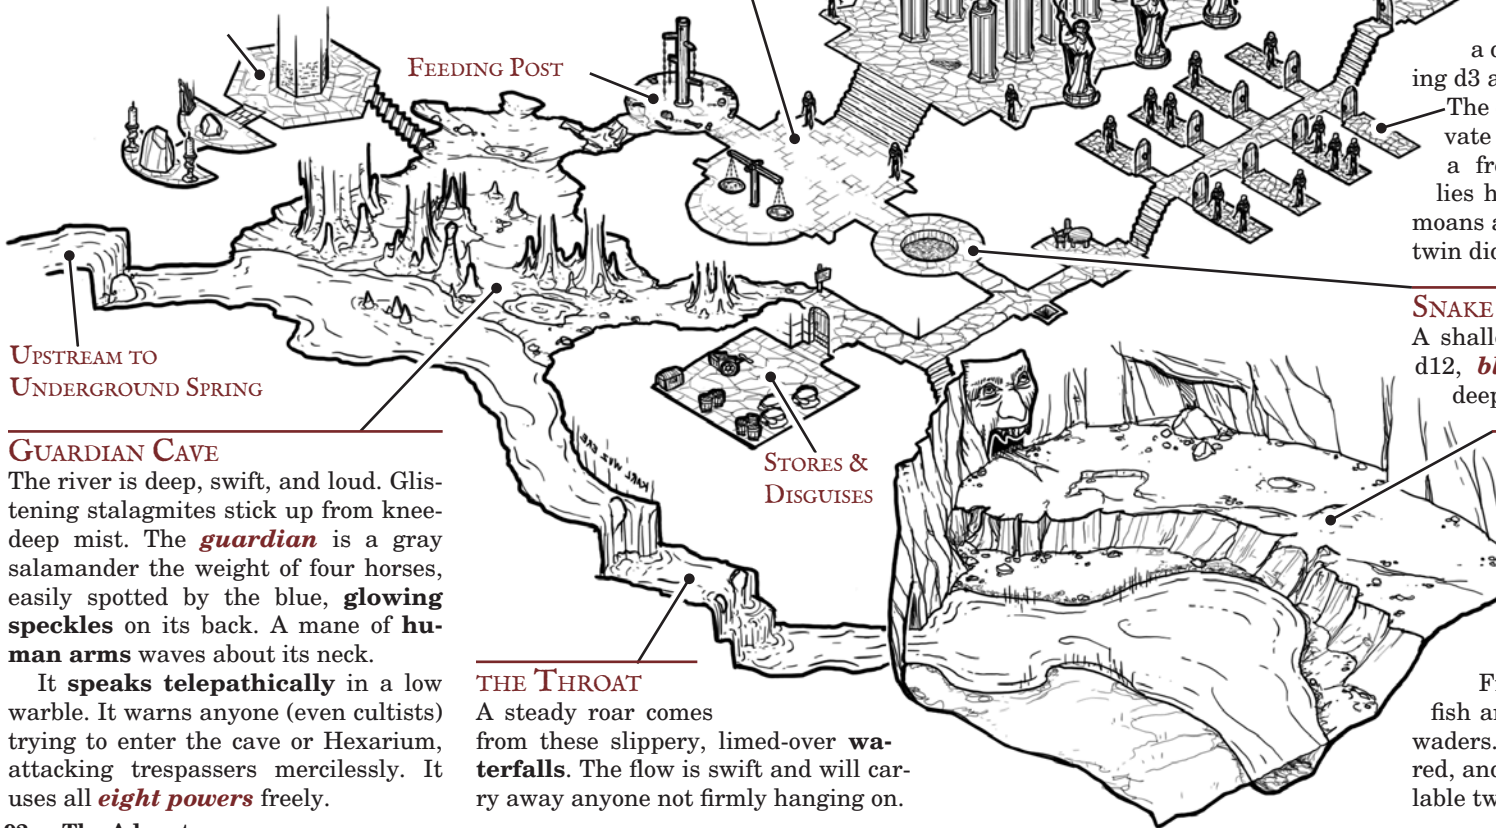 FEEDING POST
UPSTREAM TO
UNDERGROUND SPRING
GUARDIAN CAVE
The river is deep, swift, and loud. Glis-
tening stalagmites stick up from knee-
deep mist. The guardian is a gray
salamander the weight of four horses,
easily spotted by the blue, glowing
speckles on its back. A mane of hu-
man arms waves about its neck.
It speaks telepathically in a low
warble. It warns anyone (even cultists)
trying to enter the cave or Hexarium,
attacking trespassers mercilessly. It
uses all eight powers freely.
STORES &
DISGUISES
THE THROAT
A steady roar comes
from these slippery, limed-over wa-
terfalls. The flow is swift and will car-
ry away anyone not firmly hanging on.
a
ing d3 a
The
vate
a fr
lies h
moans a
twin did
SNAKE
A shallo
d12, bl
deep
F
fish an
waders.
red, and
lable tw